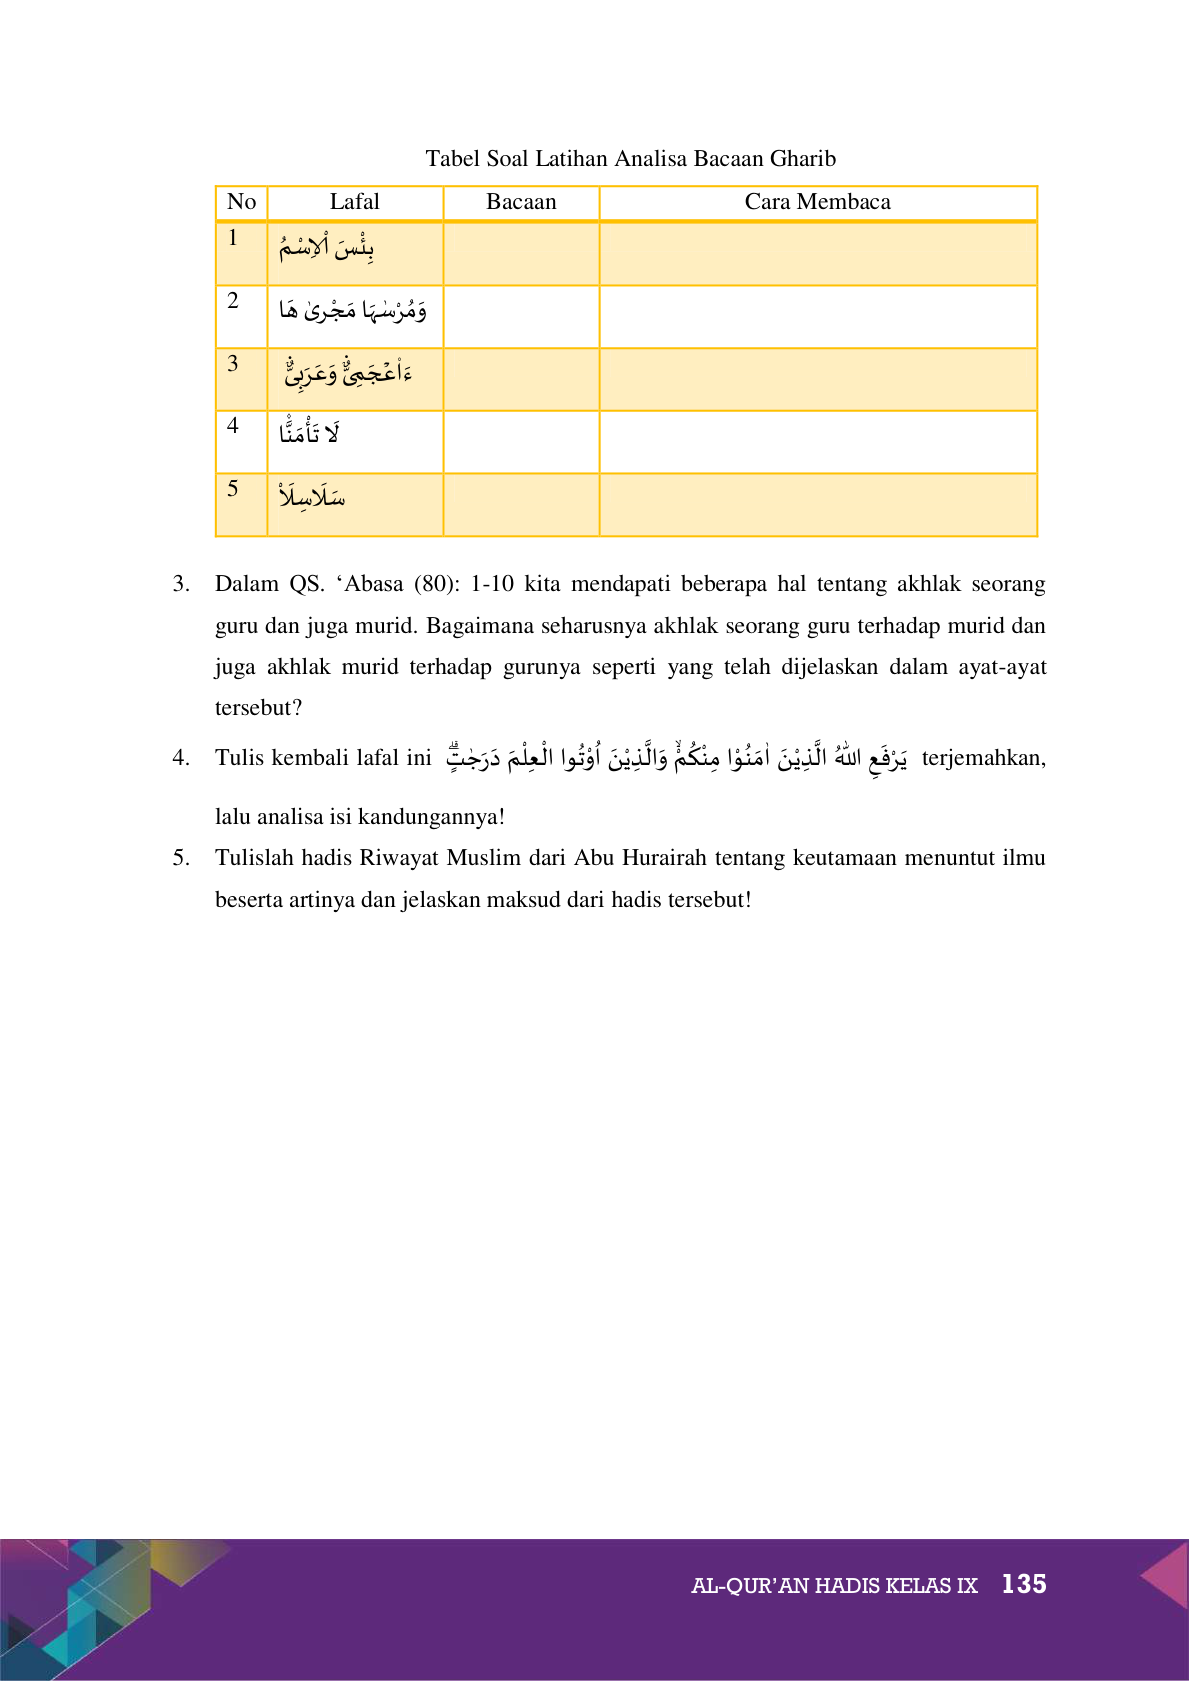 Tabel Soal Latihan Analisa Bacaan Gharib
No Lafal Bacaan Cara Membaca
1 بِئْسَ ٱلِاسْمُ
2 وَمُرْسٰىهَا مَجْرٰى هَا
3 ءَا۬عْجَمِىٌّۗ وَعَرَبِىٌّۗ
4 لَا تَأْمَ۫نَّا
5 سَلَاسِلَا۟
3. Dalam QS. ‘Abasa (80): 1-10 kita mendapati beberapa hal tentang akhlak seorang
guru dan juga murid. Bagaimana seharusnya akhlak seorang guru terhadap murid dan
juga akhlak murid terhadap gurunya seperti yang telah dijelaskan dalam ayat-ayat
tersebut?
4. Tulis kembali lafal ini يَرْفَعِ اللّٰهُ الَّذِيْنَ اٰمَنُوْا مِنْكُمْۙ وَالَّذِيْنَ اُوْتُوا الْعِلْمَ دَرَجٰتٍۗ terjemahkan,
lalu analisa isi kandungannya!
5. Tulislah hadis Riwayat Muslim dari Abu Hurairah tentang keutamaan menuntut ilmu
beserta artinya dan jelaskan maksud dari hadis tersebut!
AL-QUR’AN HADIS KELAS IX 135